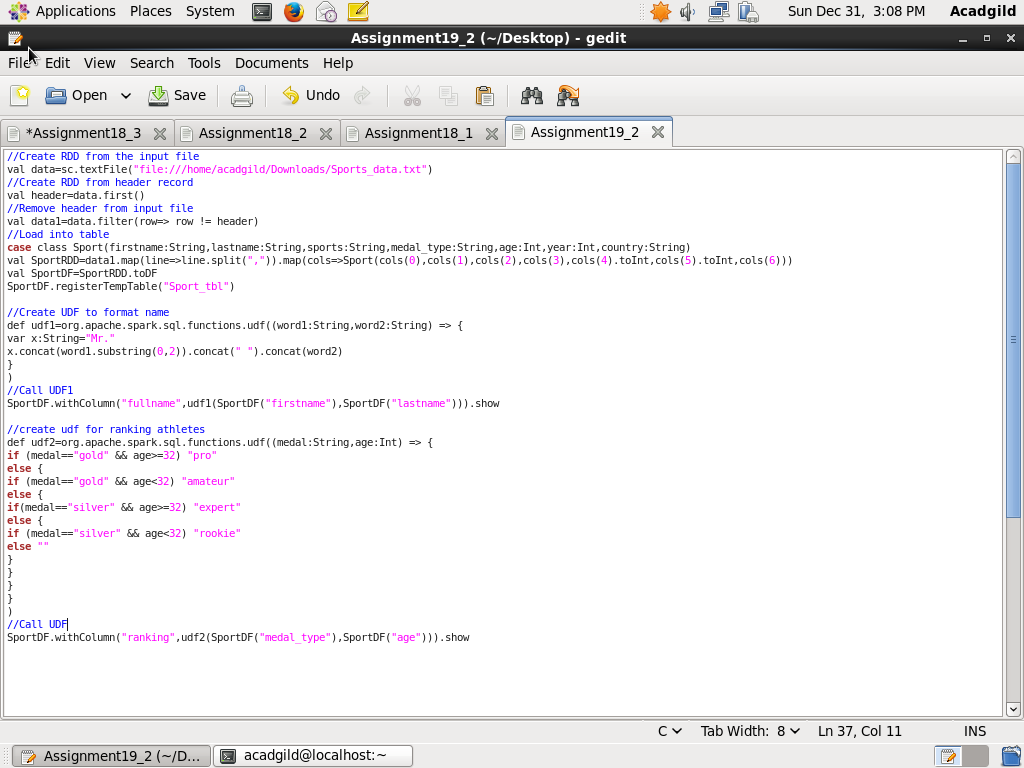 Applications Places System Sun Dec 31, 3:08 PM Acadgild
Assignment19_2 (~/Desktop) - gedit
File Edit View Search Tools Documents Help
Open Save Undo
*Assignment18_3 Assignment18_2 Assignment18_1 Assignment19_2
//Create RDD from the input file
val data=sc.textFile("file:///home/acadgild/Downloads/Sports_data.txt")
//Create RDD from header record
val header=data.first()
//Remove header from input file
val data1=data.filter(row=> row != header)
//Load into table
case class Sport(firstname:String,lastname:String,sports:String,medal_type:String,age:Int,year:Int,country:String)
val SportRDD=data1.map(line=>line.split(",")).map(cols=>Sport(cols(0),cols(1),cols(2),cols(3),cols(4).toInt,cols(5).toInt,cols(6)))
val SportDF=SportRDD.toDF
SportDF.registerTempTable("Sport_tbl")
//Create UDF to format name
def udf1=org.apache.spark.sql.functions.udf((word1:String,word2:String) => {
var x:String="Mr."
x.concat(word1.substring(0,2)).concat(" ").concat(word2)
}
)
//Call UDF1
SportDF.withColumn("fullname",udf1(SportDF("firstname"),SportDF("lastname"))).show
//create udf for ranking athletes
def udf2=org.apache.spark.sql.functions.udf((medal:String,age:Int) => {
if (medal=="gold" && age>=32) "pro"
else {
if (medal=="gold" && age<32) "amateur"
else {
if(medal=="silver" && age>=32) "expert"
else {
if (medal=="silver" && age<32) "rookie"
else ""
}
}
}
}
)
//Call UDF
SportDF.withColumn("ranking",udf2(SportDF("medal_type"),SportDF("age"))).show
C Tab Width: 8 Ln 37, Col 11 INS
Assignment19_2 (~/D... acadgild@localhost:~